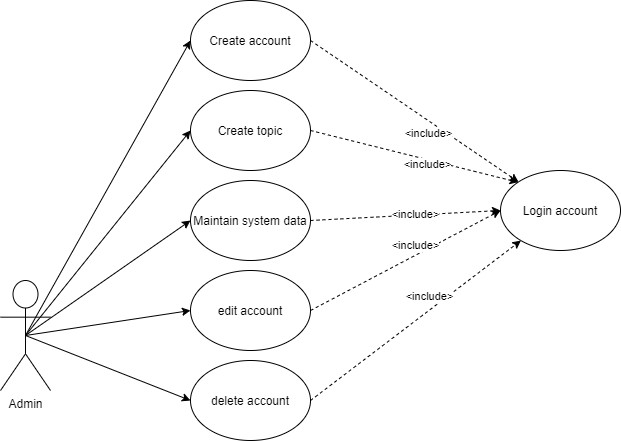 Create account
Create topic
<include>
<include>
Maintain system data
<include>
Login account
<include>
edit account
<include>
delete account
Admin